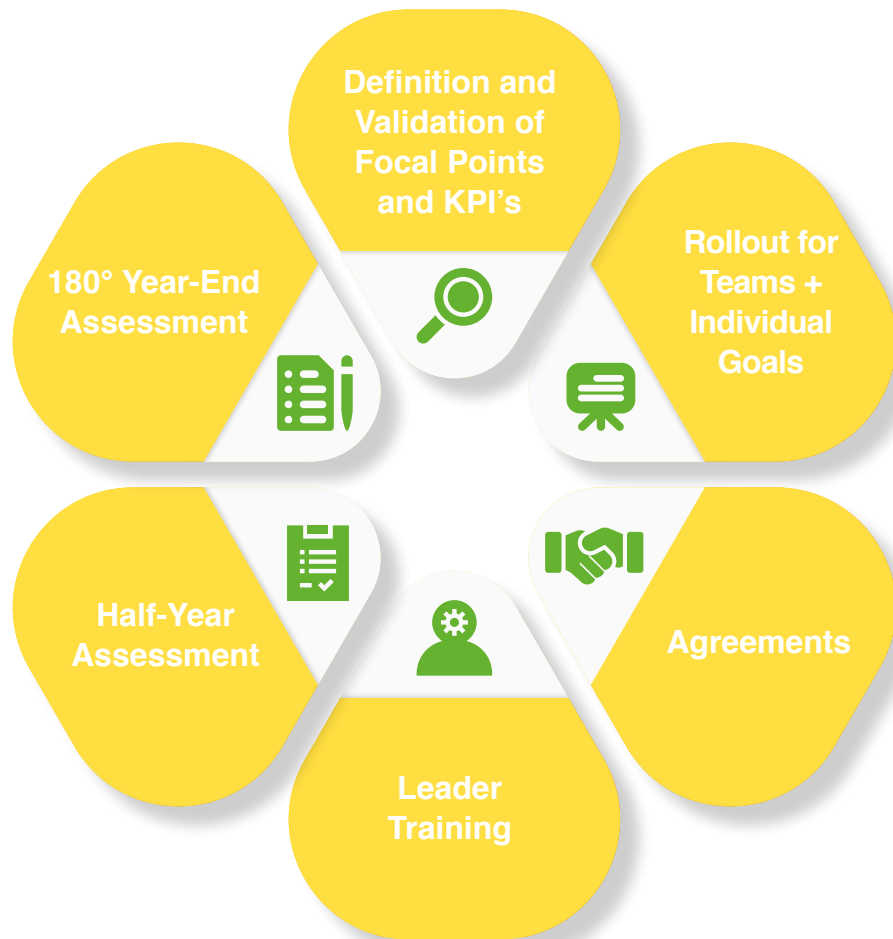 Definition and
Validation of
Focal Points
and KPI’s
Rollout for
Teams +
Individual
Goals
Agreements
Leader
Training
Half-Year
Assessment
180° Year-End
Assessment